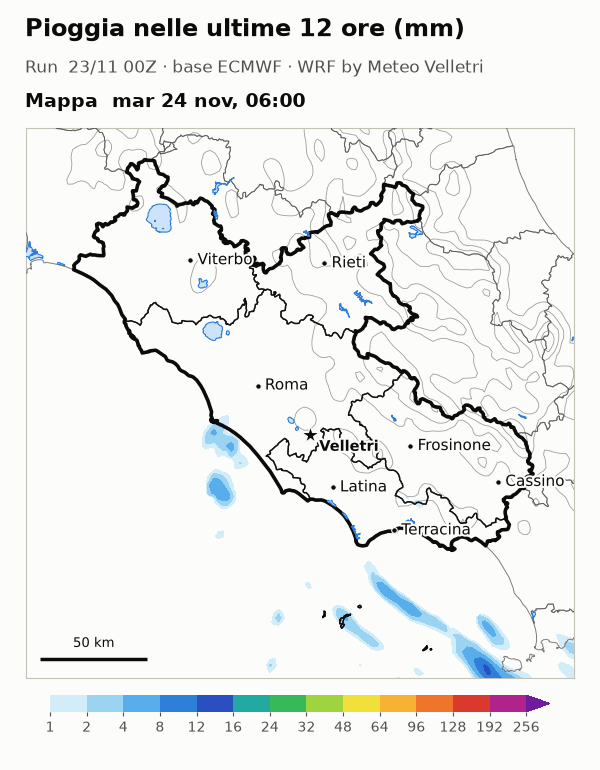 Pioggia nelle ultime 12 ore (mm)
Run  23/11 00Z · base ECMWF · WRF by Meteo Velletri
Mappa  mar 24 nov, 06:00
Viterbo
Rieti
Roma
Velletri
Frosinone
Latina
Cassino
Terracina
50 km
1 2 4 8 12 16 24 32 48 64 96 128 192 256